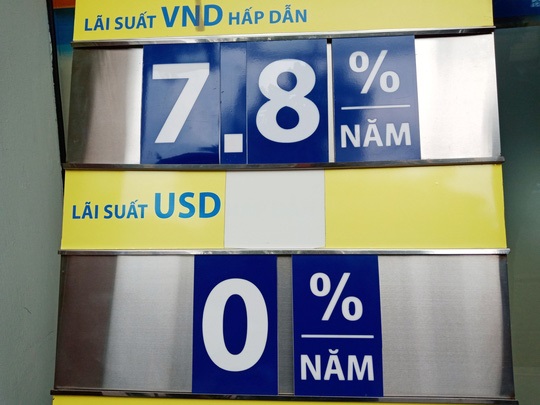 LÃI SUẤT VND HẤP DẪN
7.8 % NĂM
LÃI SUẤT USD
0 % NĂM